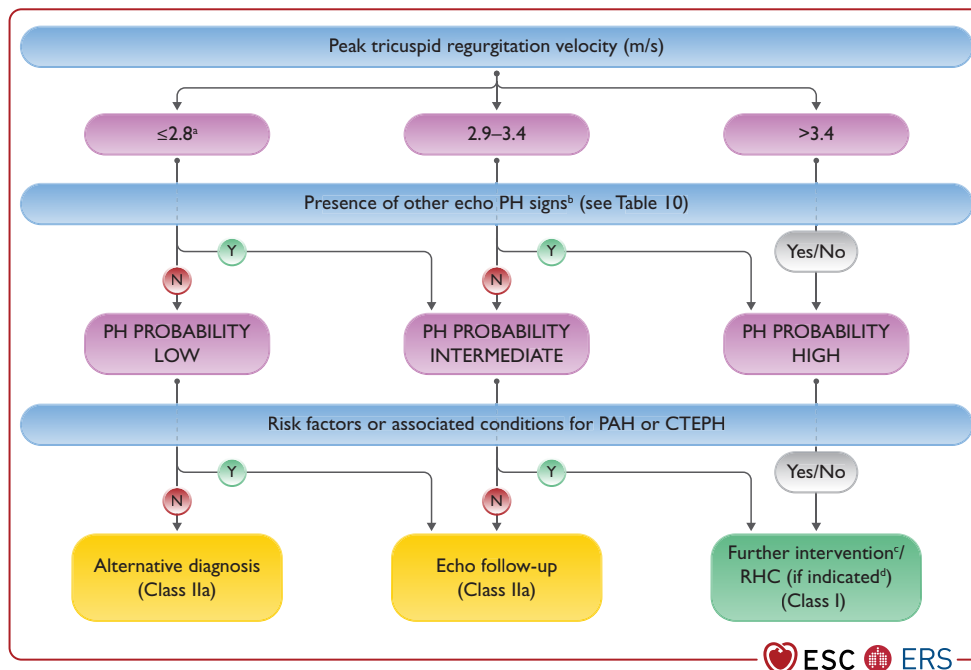 Peak tricuspid regurgitation velocity (m/s)
≤2.8ᵃ
2.9–3.4
>3.4
Presence of other echo PH signsᵇ (see Table 10)
Y
Y
Yes/No
N
N
PH PROBABILITY
LOW
PH PROBABILITY
INTERMEDIATE
PH PROBABILITY
HIGH
Risk factors or associated conditions for PAH or CTEPH
Y
Y
Yes/No
N
N
Alternative diagnosis
(Class IIa)
Echo follow-up
(Class IIa)
Further interventionᶜ/
RHC (if indicatedᵈ)
(Class I)
ESC ERS